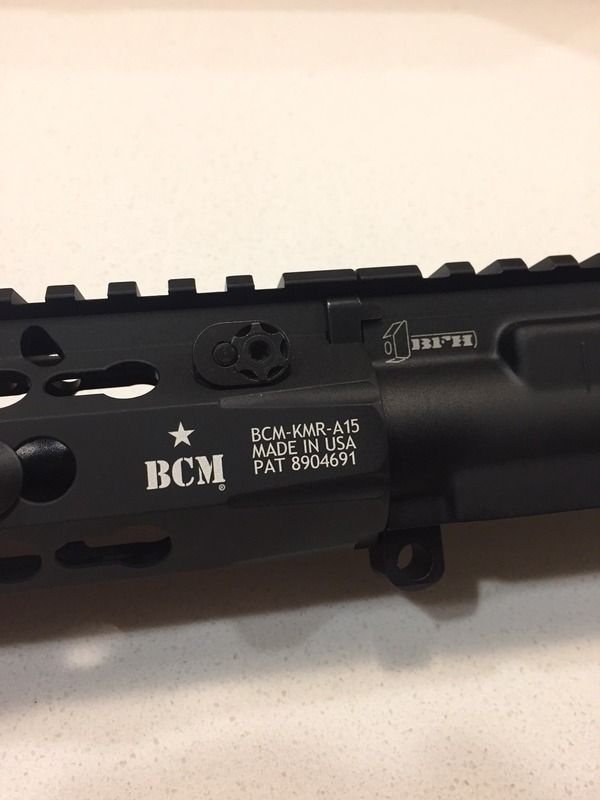 BFH
BCM®
BCM-KMR-A15
MADE IN USA
PAT 8904691